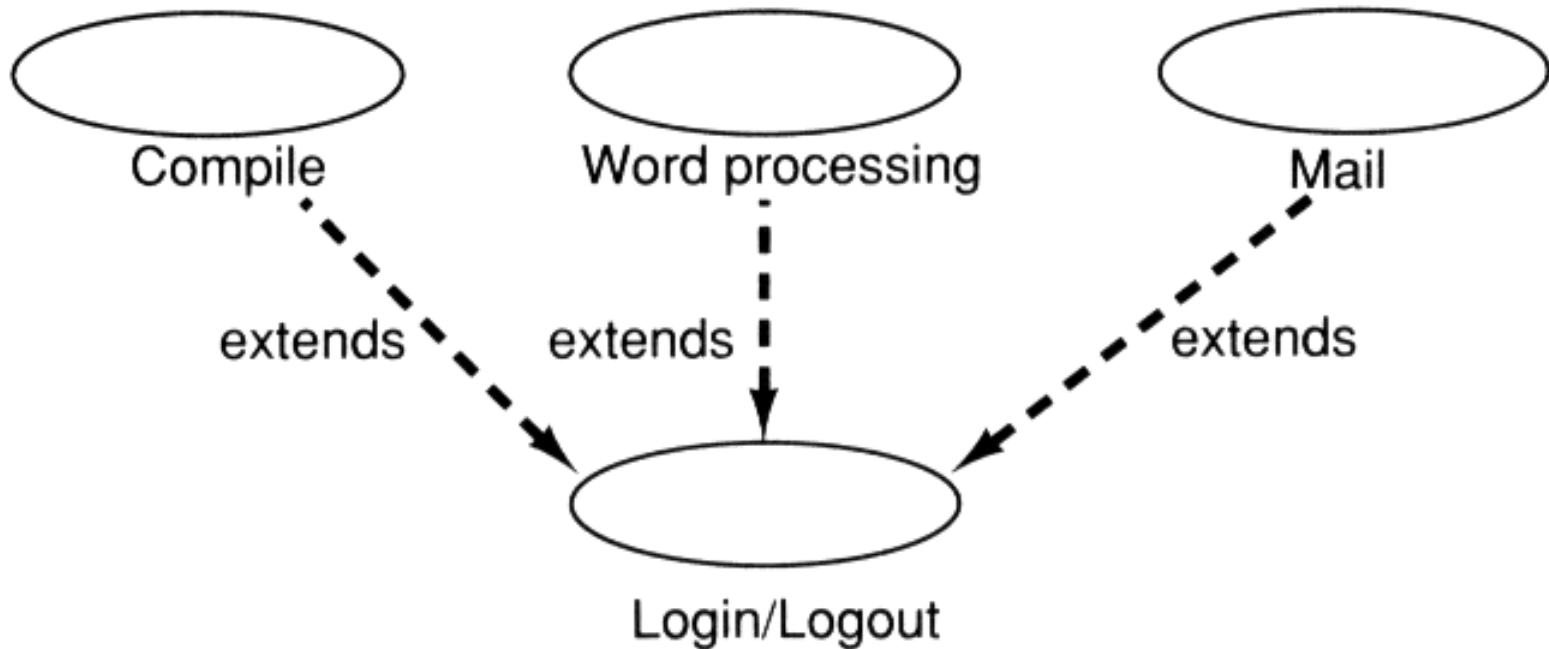 Compile
Word processing
Mail
extends
extends
extends
Login/Logout